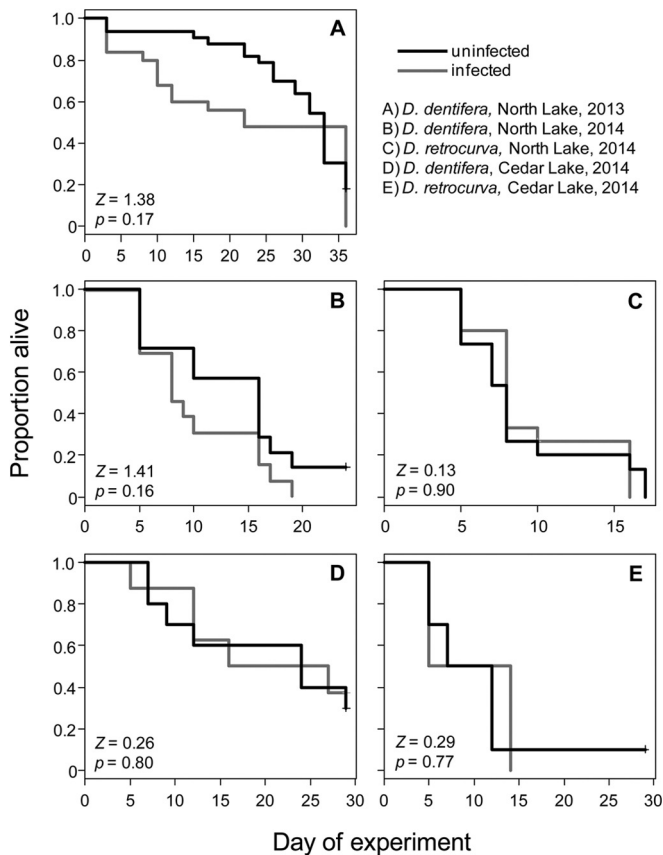 A
uninfected
infected
A) D. dentifera, North Lake, 2013
B) D. dentifera, North Lake, 2014
C) D. retrocurva, North Lake, 2014
D) D. dentifera, Cedar Lake, 2014
E) D. retrocurva, Cedar Lake, 2014
1.0
0.8
0.6
0.4
0.2
0
Z = 1.38
p = 0.17
0 5 10 15 20 25 30 35
Proportion alive
B
1.0
0.8
0.6
0.4
0.2
0
Z = 1.41
p = 0.16
0 5 10 15 20
C
Z = 0.13
p = 0.90
0 5 10 15
D
1.0
0.8
0.6
0.4
0.2
0
Z = 0.26
p = 0.80
0 5 10 15 20 25 30
E
Z = 0.29
p = 0.77
0 5 10 15 20 25 30
Day of experiment